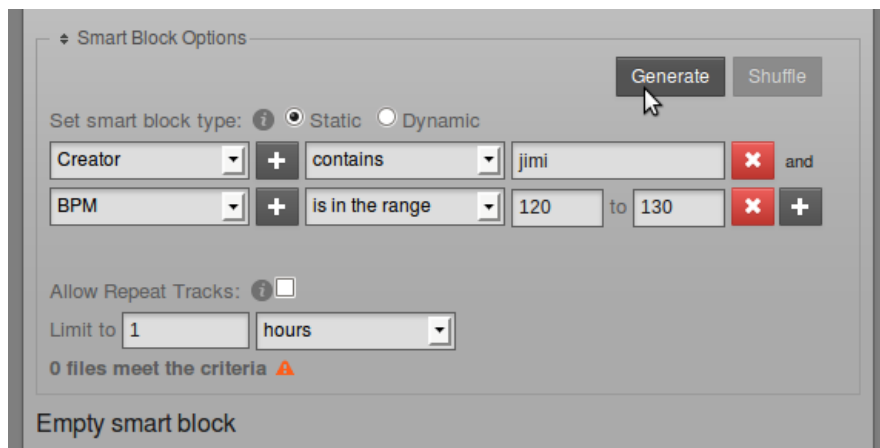 Smart Block Options
Generate Shuffle
Set smart block type: Static Dynamic
Creator contains jimi and
BPM is in the range 120 to 130
Allow Repeat Tracks:
Limit to 1 hours
0 files meet the criteria
Empty smart block